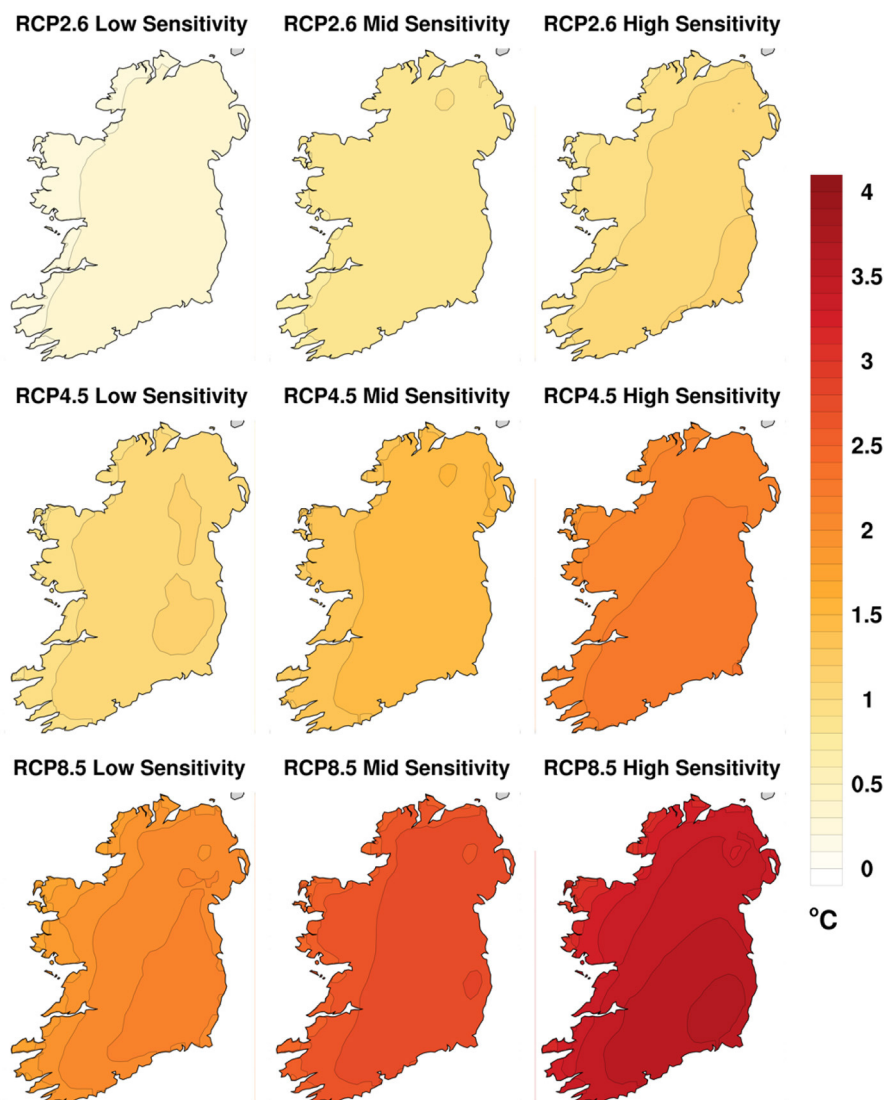 RCP2.6 Low Sensitivity RCP2.6 Mid Sensitivity RCP2.6 High Sensitivity
4
3.5
3
RCP4.5 Low Sensitivity RCP4.5 Mid Sensitivity RCP4.5 High Sensitivity
2.5
2
1.5
1
RCP8.5 Low Sensitivity RCP8.5 Mid Sensitivity RCP8.5 High Sensitivity
0.5
0
°C